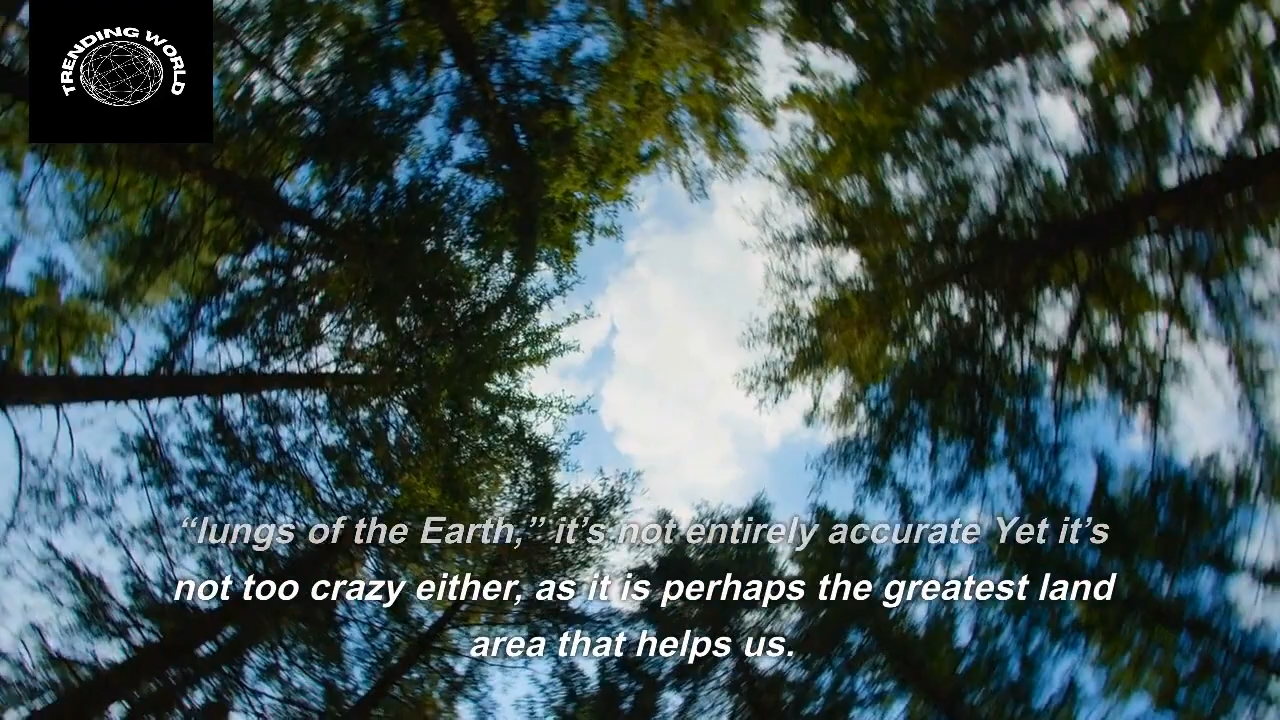 TRENDING WORLD
“lungs of the Earth,” it’s not entirely accurate Yet it’s
not too crazy either, as it is perhaps the greatest land
area that helps us.